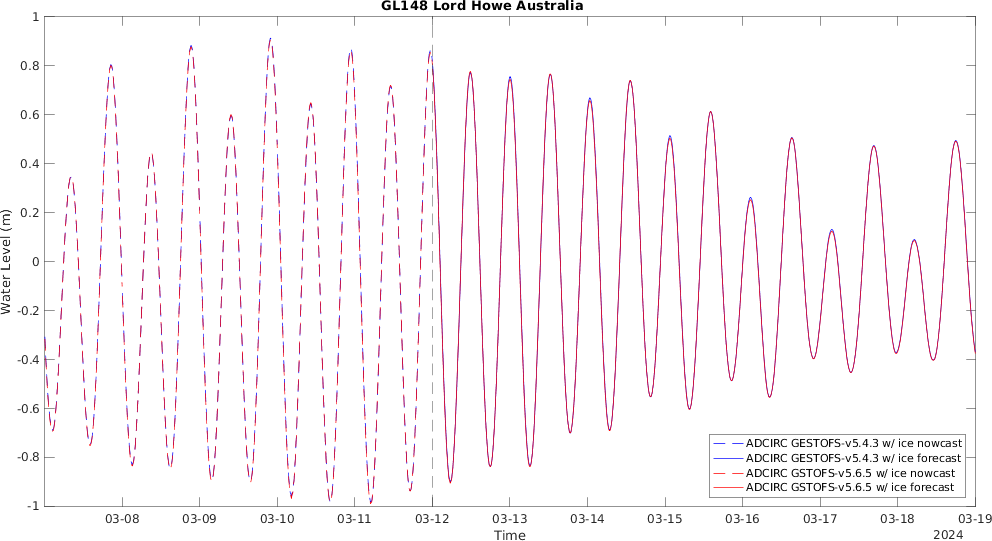 GL148 Lord Howe Australia
1
0.8
0.6
0.4
0.2
0
-0.2
-0.4
-0.6
-0.8
-1
Water Level (m)
ADCIRC GESTOFS-v5.4.3 w/ ice nowcast
ADCIRC GESTOFS-v5.4.3 w/ ice forecast
ADCIRC GSTOFS-v5.6.5 w/ ice nowcast
ADCIRC GSTOFS-v5.6.5 w/ ice forecast
03-08 03-09 03-10 03-11 03-12 03-13 03-14 03-15 03-16 03-17 03-18 03-19
Time
2024